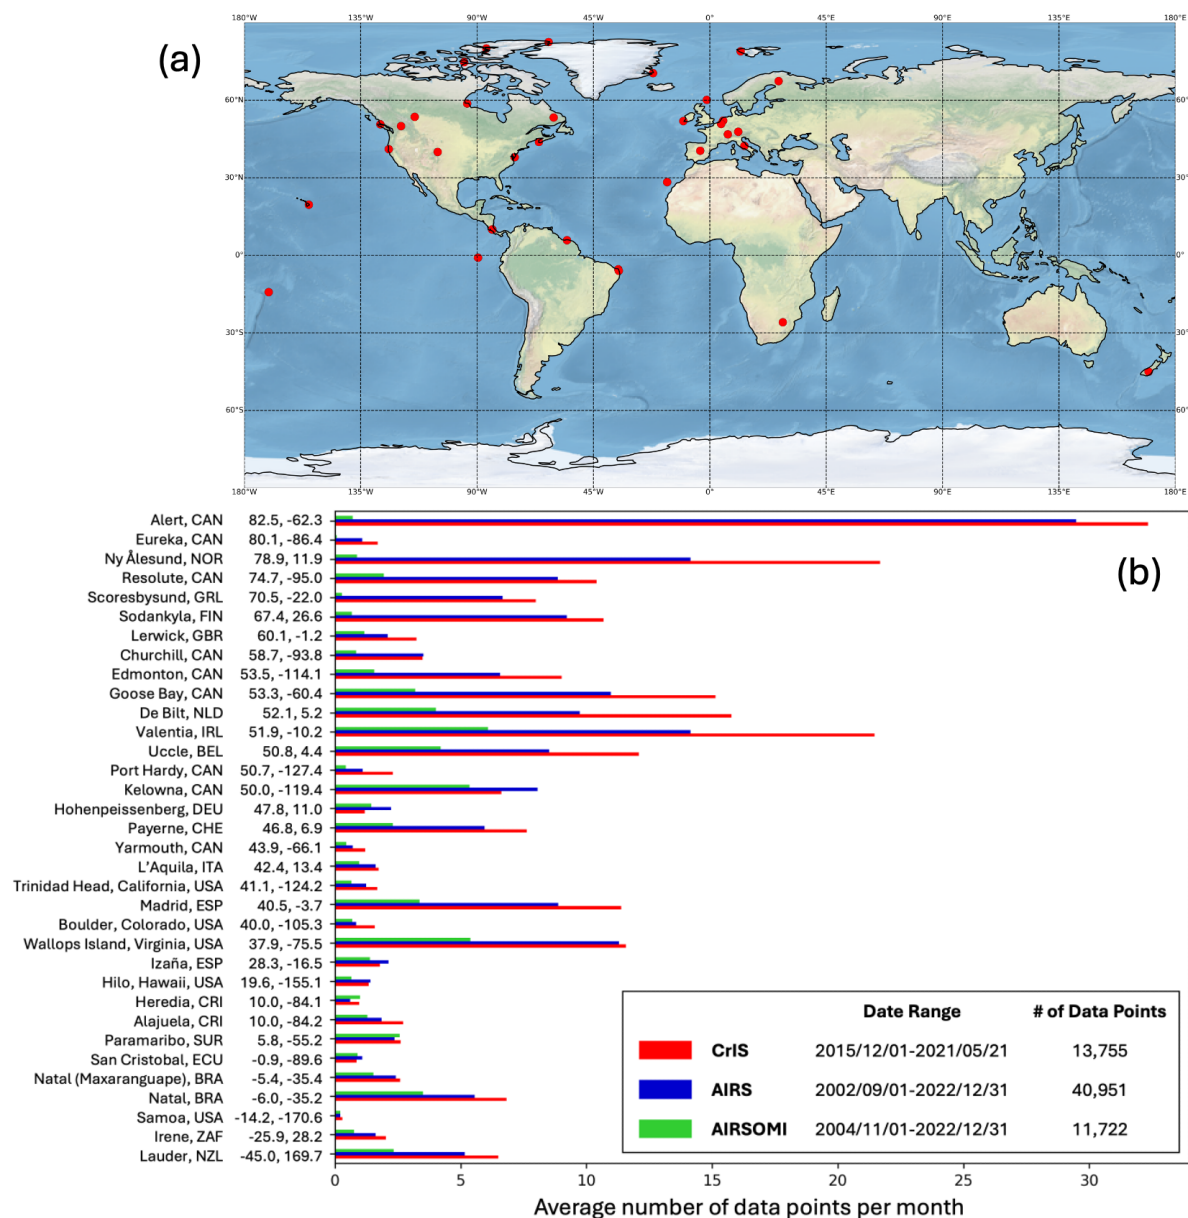 180°W 135°W 90°W 45°W 0° 45°E 90°E 135°E 180°E
(a)
60°N 60°N
30°N 30°N
0° 0°
30°S 30°S
60°S 60°S
180°W 135°W 90°W 45°W 0° 45°E 90°E 135°E 180°E
(b)
Alert, CAN 82.5, -62.3
Eureka, CAN 80.1, -86.4
Ny Ålesund, NOR 78.9, 11.9
Resolute, CAN 74.7, -95.0
Scoresbysund, GRL 70.5, -22.0
Sodankyla, FIN 67.4, 26.6
Lerwick, GBR 60.1, -1.2
Churchill, CAN 58.7, -93.8
Edmonton, CAN 53.5, -114.1
Goose Bay, CAN 53.3, -60.4
De Bilt, NLD 52.1, 5.2
Valentia, IRL 51.9, -10.2
Uccle, BEL 50.8, 4.4
Port Hardy, CAN 50.7, -127.4
Kelowna, CAN 50.0, -119.4
Hohenpeissenberg, DEU 47.8, 11.0
Payerne, CHE 46.8, 6.9
Yarmouth, CAN 43.9, -66.1
L’Aquila, ITA 42.4, 13.4
Trinidad Head, California, USA 41.1, -124.2
Madrid, ESP 40.5, -3.7
Boulder, Colorado, USA 40.0, -105.3
Wallops Island, Virginia, USA 37.9, -75.5
Izaña, ESP 28.3, -16.5
Hilo, Hawaii, USA 19.6, -155.1
Heredia, CRI 10.0, -84.1
Alajuela, CRI 10.0, -84.2
Paramaribo, SUR 5.8, -55.2
San Cristobal, ECU -0.9, -89.6
Natal (Maxaranguape), BRA -5.4, -35.4
Natal, BRA -6.0, -35.2
Samoa, USA -14.2, -170.6
Irene, ZAF -25.9, 28.2
Lauder, NZL -45.0, 169.7
Date Range # of Data Points
CrIS 2015/12/01-2021/05/21 13,755
AIRS 2002/09/01-2022/12/31 40,951
AIRSOMI 2004/11/01-2022/12/31 11,722
0 5 10 15 20 25 30
Average number of data points per month